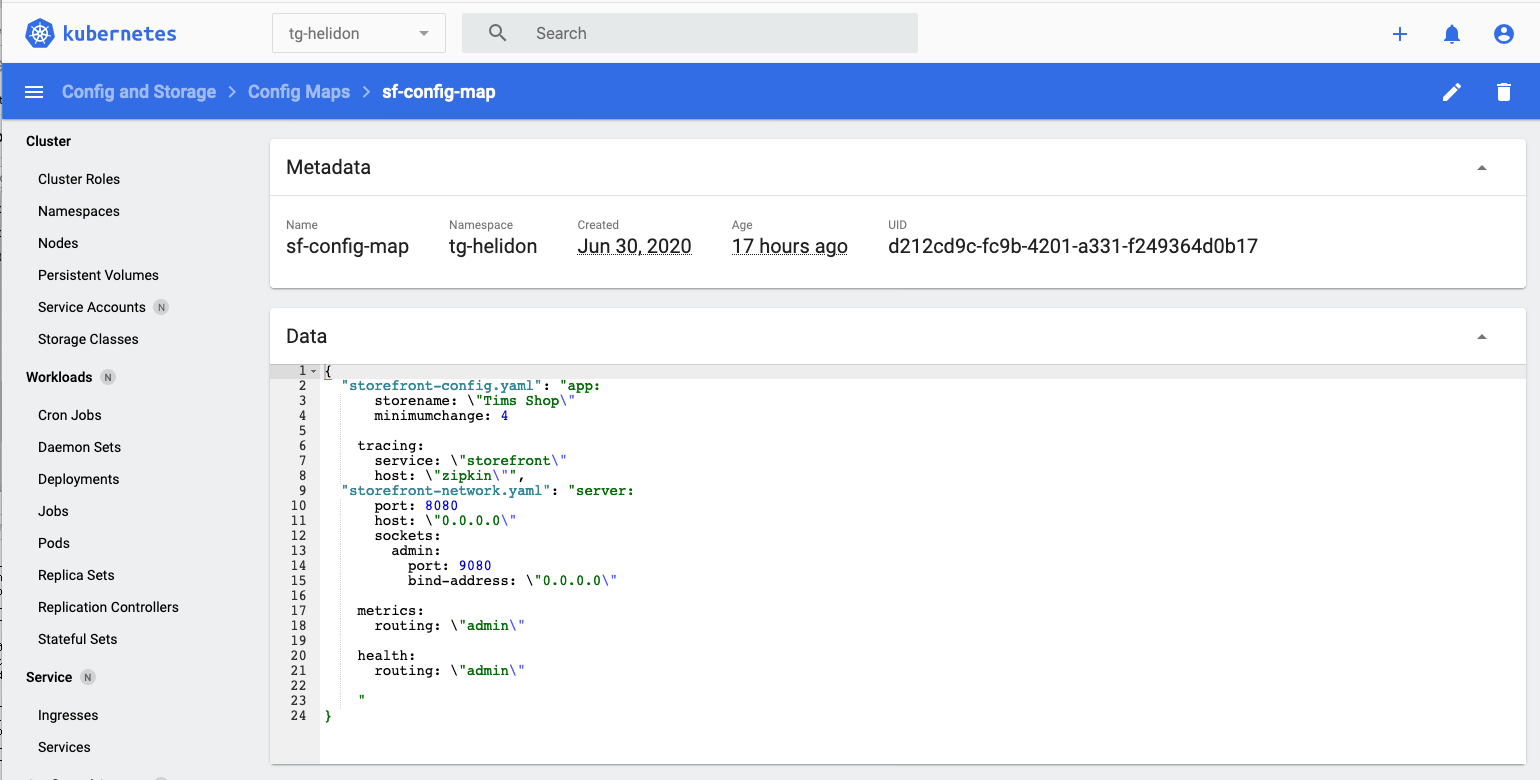 kubernetes
tg-helidon
Search
Config and Storage > Config Maps > sf-config-map
Cluster
Cluster Roles
Namespaces
Nodes
Persistent Volumes
Service Accounts N
Storage Classes
Workloads N
Cron Jobs
Daemon Sets
Deployments
Jobs
Pods
Replica Sets
Replication Controllers
Stateful Sets
Service N
Ingresses
Services
Metadata
Name Namespace Created Age UID
sf-config-map tg-helidon Jun 30, 2020 17 hours ago d212cd9c-fc9b-4201-a331-f249364d0b17
Data
1 {
2   "storefront-config.yaml": "app:
3       storename: \"Tims Shop\"
4       minimumchange: 4
5
6     tracing:
7       service: \"storefront\"
8       host: \"zipkin\"",
9   "storefront-network.yaml": "server:
10       port: 8080
11       host: \"0.0.0.0\"
12       sockets:
13         admin:
14           port: 9080
15           bind-address: \"0.0.0.0\"
16
17     metrics:
18       routing: \"admin\"
19
20     health:
21       routing: \"admin\"
22
23     "
24 }